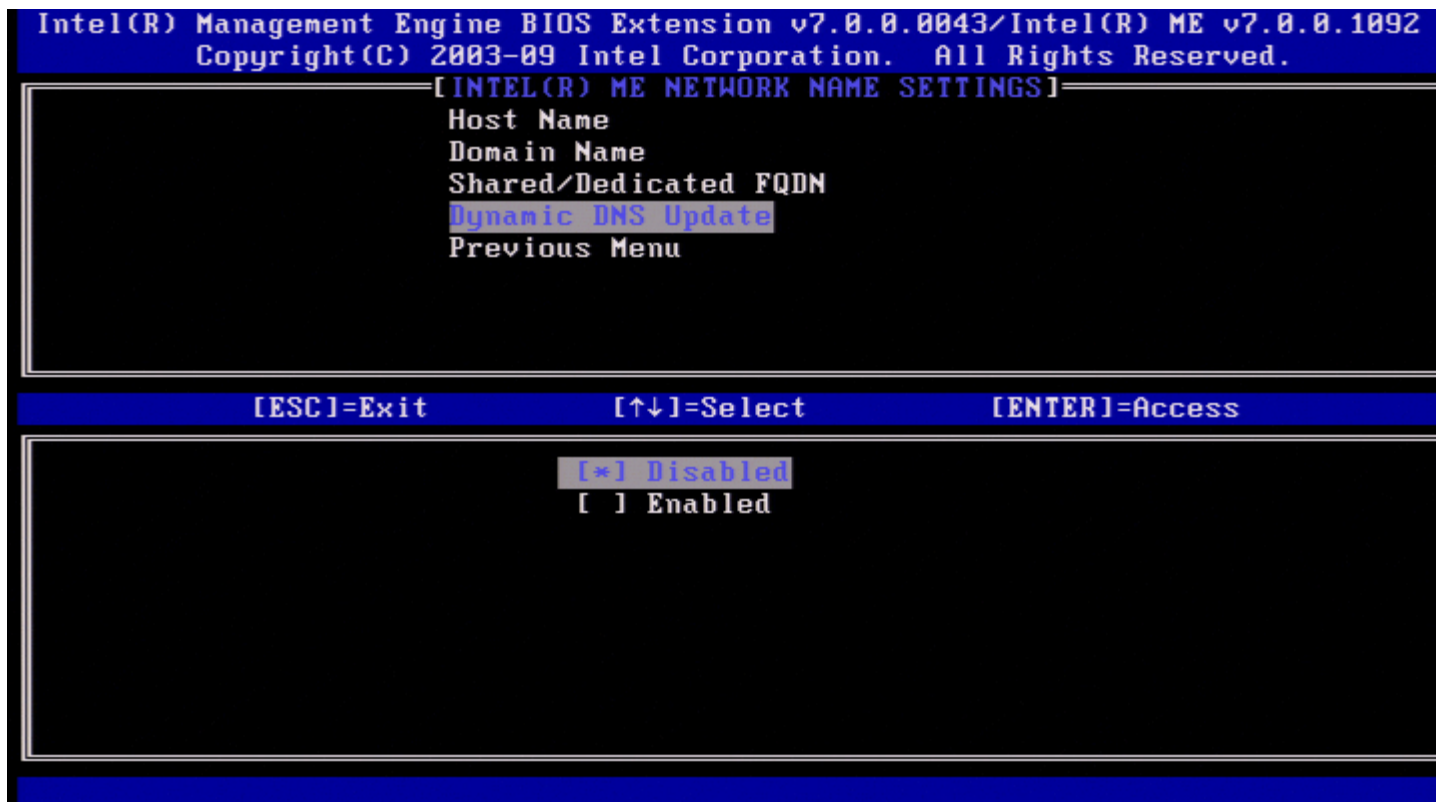 Intel(R) Management Engine BIOS Extension v7.0.0.0043/Intel(R) ME v7.0.0.1092
Copyright(C) 2003-09 Intel Corporation. All Rights Reserved.
[INTEL(R) ME NETWORK NAME SETTINGS]
Host Name
Domain Name
Shared/Dedicated FQDN
Dynamic DNS Update
Previous Menu
[ESC]=Exit [↑↓]=Select [ENTER]=Access
[*] Disabled
[ ] Enabled